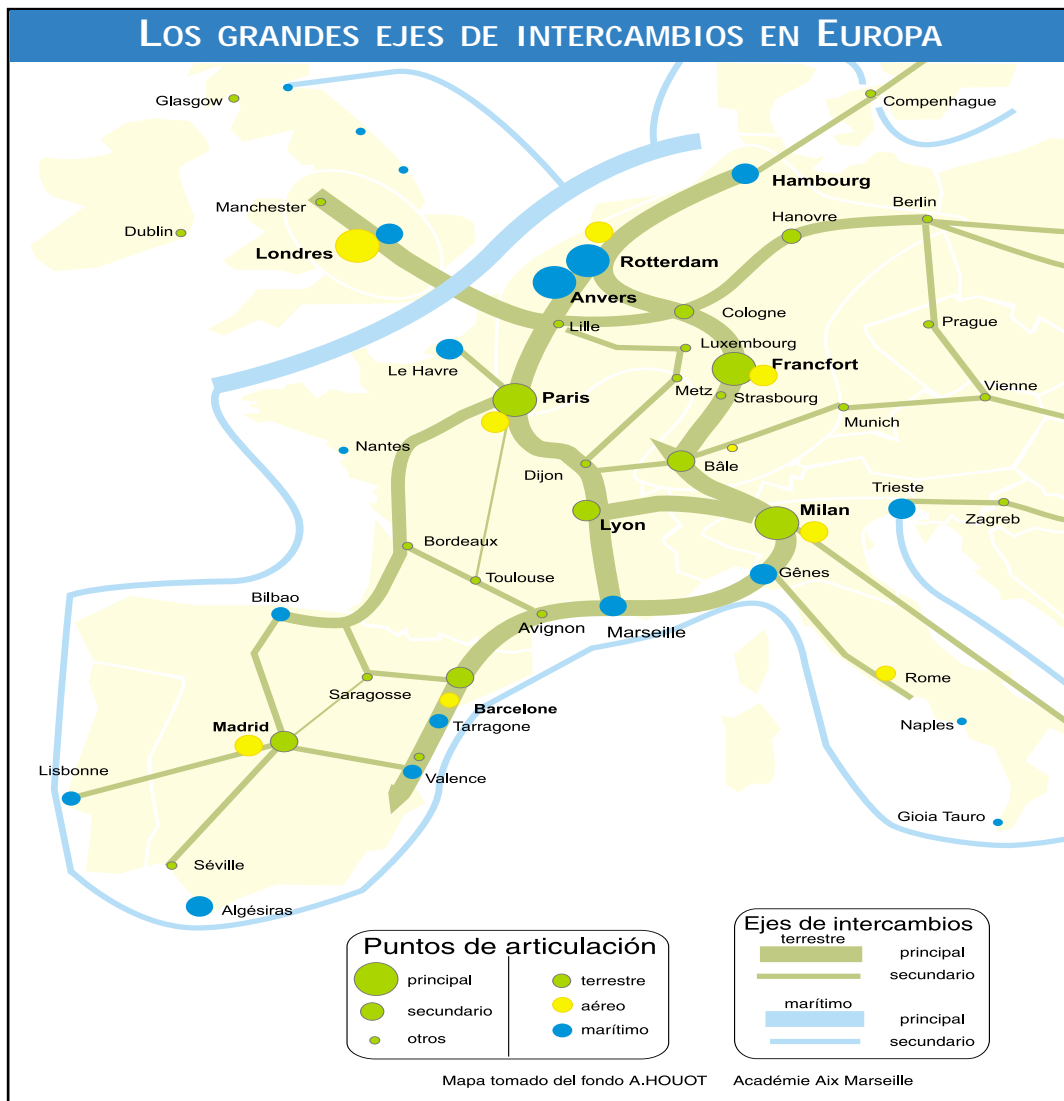 LOS GRANDES EJES DE INTERCAMBIOS EN EUROPA
Glasgow
Compenhague
Hambourg
Manchester
Berlin
Hanovre
Dublin
Londres
Rotterdam
Anvers
Cologne
Lille
Prague
Luxembourg
Le Havre
Francfort
Metz
Strasbourg
Vienne
Paris
Munich
Nantes
Dijon
Bâle
Trieste
Lyon
Milan
Zagreb
Bordeaux
Toulouse
Gênes
Bilbao
Avignon
Marseille
Saragosse
Rome
Barcelone
Madrid
Tarragone
Naples
Lisbonne
Valence
Gioia Tauro
Séville
Algésiras
Puntos de articulación
principal
secundario
otros
terrestre
aéreo
marítimo
Ejes de intercambios
terrestre
principal
secundario
marítimo
principal
secundario
Mapa tomado del fondo A.HOUOT Académie Aix Marseille